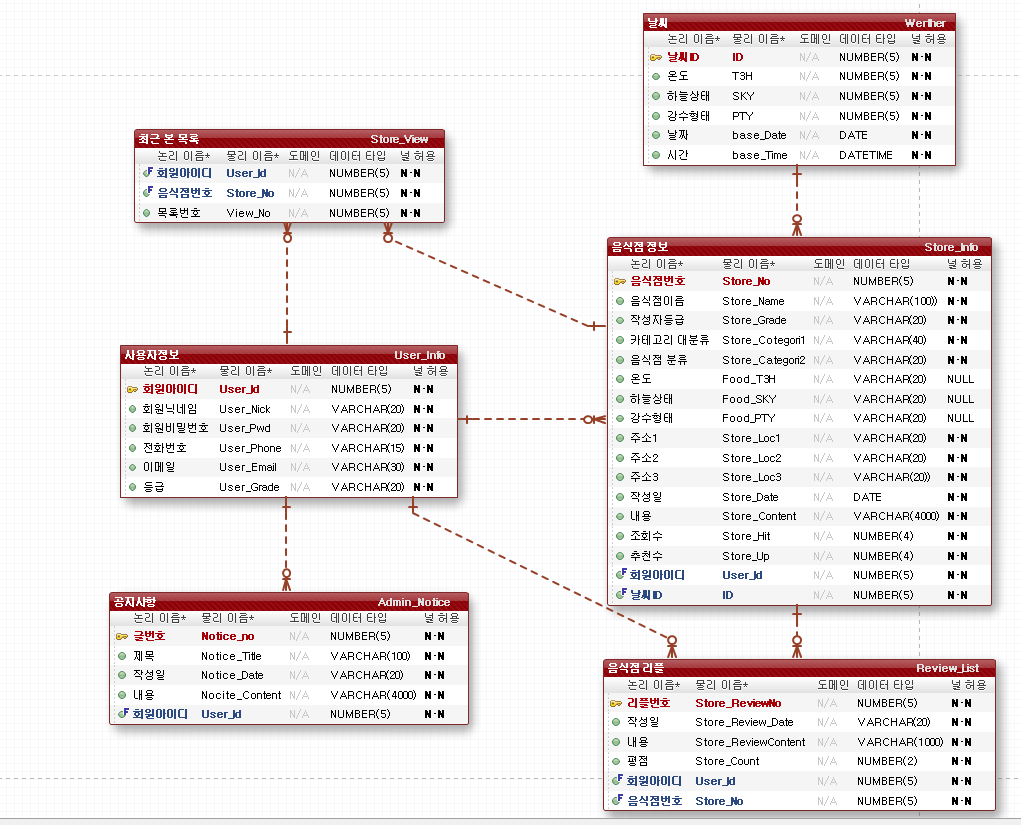 날씨 Werther
논리 이름* 물리 이름* 도메인 데이터 타입 널 허용
날씨ID ID N/A NUMBER(5) N-N
온도 T3H N/A NUMBER(5) N-N
하늘상태 SKY N/A NUMBER(5) N-N
강수형태 PTY N/A NUMBER(5) N-N
날짜 base_Date N/A DATE N-N
시간 base_Time N/A DATETIME N-N
최근 본 목록 Store_View
논리 이름* 물리 이름* 도메인 데이터 타입 널 허용
회원아이디 User_Id N/A NUMBER(5) N-N
음식점번호 Store_No N/A NUMBER(5) N-N
목록번호 View_No N/A NUMBER(5) N-N
음식점 정보 Store_Info
논리 이름* 물리 이름* 도메인 데이터 타입 널 허용
음식점번호 Store_No N/A NUMBER(5) N-N
음식점이음 Store_Name N/A VARCHAR(100)) N-N
작성자등급 Store_Grade N/A VARCHAR(20) N-N
카테고리 대분류 Store_Cotegori1 N/A VARCHAR(40) N-N
음식점 분류 Store_Categori2 N/A VARCHAR(20) N-N
온도 Food_T3H N/A VARCHAR(20) NULL
하늘상태 Food_SKY N/A VARCHAR(20) NULL
강수형태 Food_PTY N/A VARCHAR(20) NULL
주소1 Store_Loc1 N/A VARCHAR(20) N-N
주소2 Store_Loc2 N/A VARCHAR(20) N-N
주소3 Store_Loc3 N/A VARCHAR(20)) N-N
작성일 Store_Date N/A DATE N-N
내용 Store_Content N/A VARCHAR(4000) N-N
조회수 Store_Hit N/A NUMBER(4) N-N
추천수 Store_Up N/A NUMBER(4) N-N
회원아이디 User_Id N/A NUMBER(5) N-N
날씨ID ID N/A NUMBER(5) N-N
사용자정보 User_Info
논리 이름* 물리 이름* 도메인 데이터 타입 널 허용
회원아이디 User_Id N/A NUMBER(5) N-N
회원닉네임 User_Nick N/A VARCHAR(20) N-N
회원비밀번호 User_Pwd N/A VARCHAR(20) N-N
전화번호 User_Phone N/A VARCHAR(15) N-N
이메일 User_Email N/A VARCHAR(30) N-N
등급 User_Grade N/A VARCHAR(20) N-N
공지사항 Admin_Notice
논리 이름* 물리 이름* 도메인 데이터 타입 널 허용
글번호 Notice_no N/A NUMBER(5) N-N
제목 Notice_Title N/A VARCHAR(100) N-N
작성일 Notice_Date N/A VARCHAR(20) N-N
내용 Nocite_Content N/A VARCHAR(4000) N-N
회원아이디 User_Id N/A NUMBER(5) N-N
음식점 리플 Review_List
논리 이름* 물리 이름* 도메인 데이터 타입 널 허용
리플번호 Store_ReviewNo N/A NUMBER(5) N-N
작성일 Store_Review_Date N/A VARCHAR(20) N-N
내용 Store_ReviewContent N/A VARCHAR(1000) N-N
평점 Store_Count N/A NUMBER(2) N-N
회원아이디 User_Id N/A NUMBER(5) N-N
음식점번호 Store_No N/A NUMBER(5) N-N